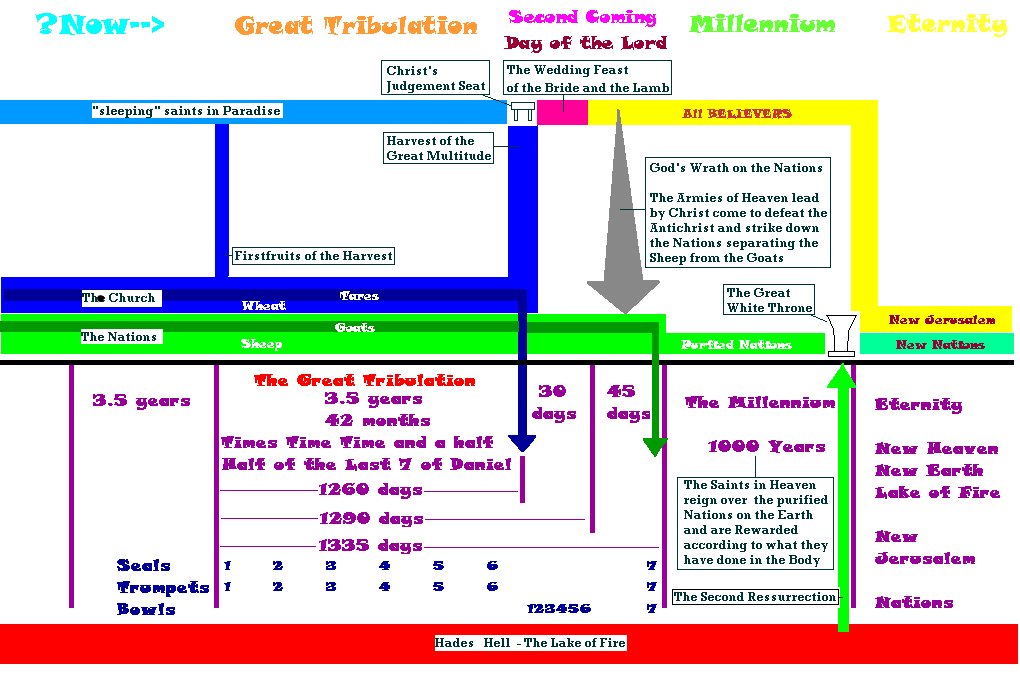 ?Now-->
Great Tribulation
Second Coming
Day of the Lord
Millennium
Eternity
Christ's
Judgement Seat
The Wedding Feast
of the Bride and the Lamb
"sleeping" saints in Paradise
All BELIEVERS
Harvest of the
Great Multitude
God's Wrath on the Nations
The Armies of Heaven lead
by Christ come to defeat the
Antichrist and strike down
the Nations separating the
Sheep from the Goats
Firstfruits of the Harvest
The Church
Tares
Wheat
The Great
White Throne
Goats
The Nations
Sheep
Purfied Nations
New Jerusalem
New Nations
3.5 years
The Great Tribulation
3.5 years
42 months
Times Time Time and a half
Half of the Last 7 of Daniel
1260 days
1290 days
1335 days
30
days
45
days
The Millennium
1000 Years
The Saints in Heaven
reign over the purified
Nations on the Earth
and are Rewarded
according to what they
have done in the Body
Eternity
New Heaven
New Earth
Lake of Fire
New
Jerusalem
Nations
Seals 1 2 3 4 5 6 7
Trumpets 1 2 3 4 5 6 7
Bowls 123456 7
The Second Ressurrection
Hades Hell - The Lake of Fire